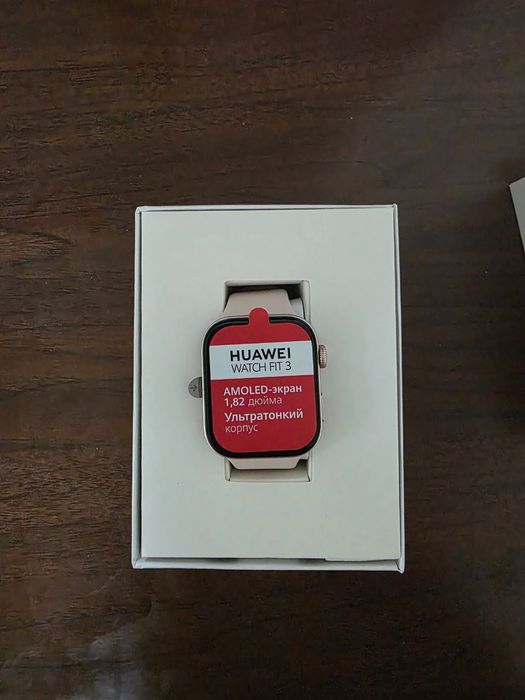 HUAWEI
WATCH FIT 3
AMOLED-экран
1,82 дюйма
Ультратонкий
корпус